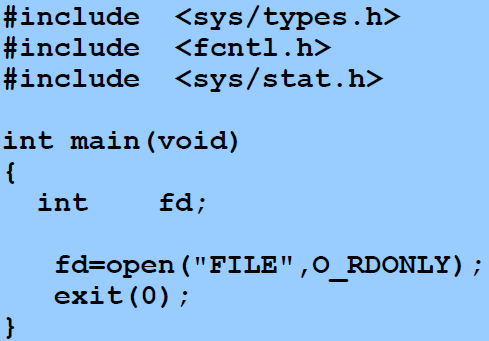 #include  <sys/types.h>
#include  <fcntl.h>
#include  <sys/stat.h>

int main(void)
{
  int    fd;

   fd=open("FILE",O_RDONLY);
   exit(0);
}